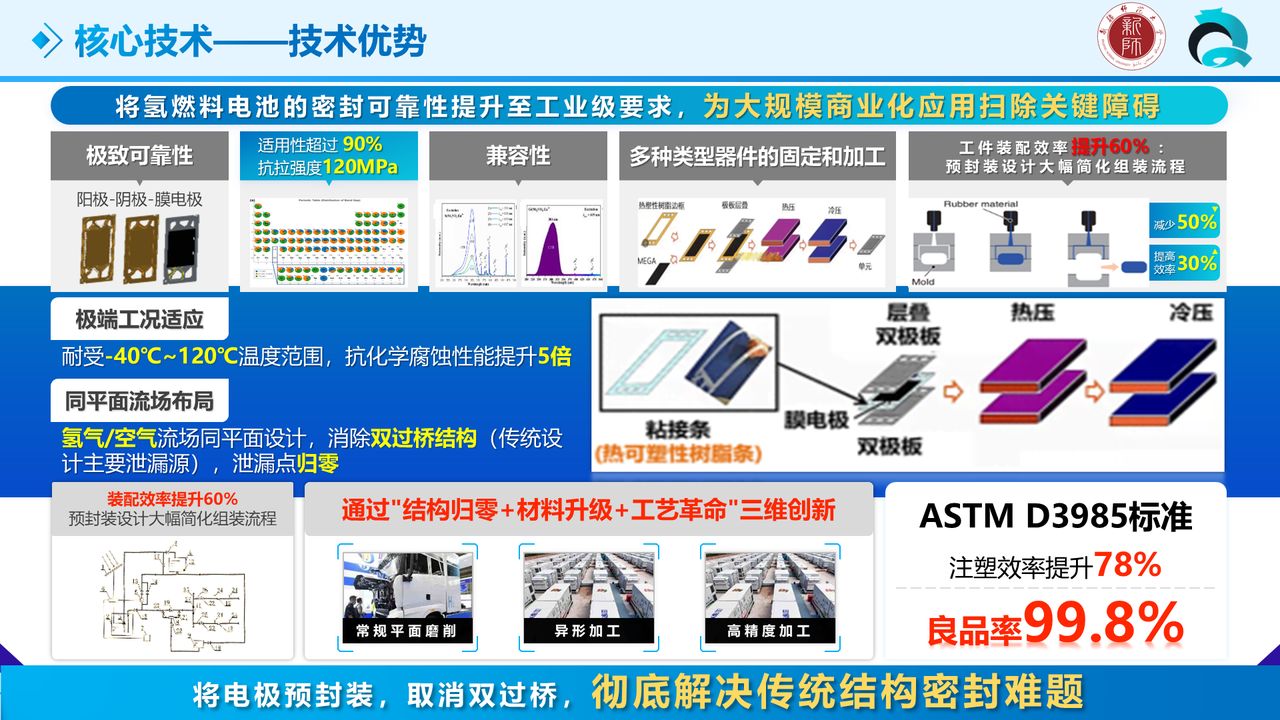 核心技术——技术优势
新师
将氢燃料电池的密封可靠性提升至工业级要求，为大规模商业化应用扫除关键障碍
极致可靠性
阳极-阴极-膜电极
适用性超过 90%
抗拉强度120MPa
兼容性
多种类型器件的固定和加工
热塑性树脂边框
极板层叠
热压
冷压
MEGA
单元
工件装配效率提升60%：
预封装设计大幅简化组装流程
Rubber material
Mold
减少50%
提高效率30%
极端工况适应
耐受-40℃~120℃温度范围，抗化学腐蚀性能提升5倍
同平面流场布局
氢气/空气流场同平面设计，消除双过桥结构（传统设
计主要泄漏源），泄漏点归零
层叠
双极板
热压
冷压
膜电极
粘接条
(热可塑性树脂条)
双极板
装配效率提升60%
预封装设计大幅简化组装流程
通过"结构归零+材料升级+工艺革命"三维创新
常规平面磨削
异形加工
高精度加工
ASTM D3985标准
注塑效率提升78%
良品率99.8%
将电极预封装，取消双过桥，彻底解决传统结构密封难题